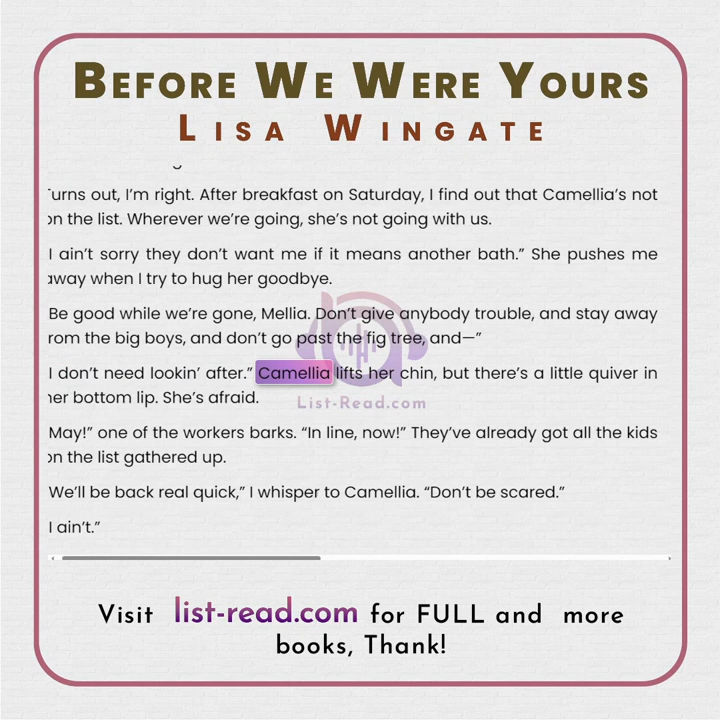 BEFORE WE WERE YOURS
LISA WINGATE
urns out, I'm right. After breakfast on Saturday, I find out that Camellia's not
on the list. Wherever we're going, she's not going with us.
I ain't sorry they don't want me if it means another bath.” She pushes me
away when I try to hug her goodbye.
Be good while we're gone, Mellia. Don't give anybody trouble, and stay away
rom the big boys, and don't go past the fig tree, and—”
I don't need lookin' after.” Camellia lifts her chin, but there's a little quiver in
her bottom lip. She's afraid.
List-Read.com
May!” one of the workers barks. “In line, now!” They've already got all the kids
on the list gathered up.
We'll be back real quick,” I whisper to Camellia. “Don't be scared.”
I ain't.”
Visit list-read.com for FULL and more
books, Thank!